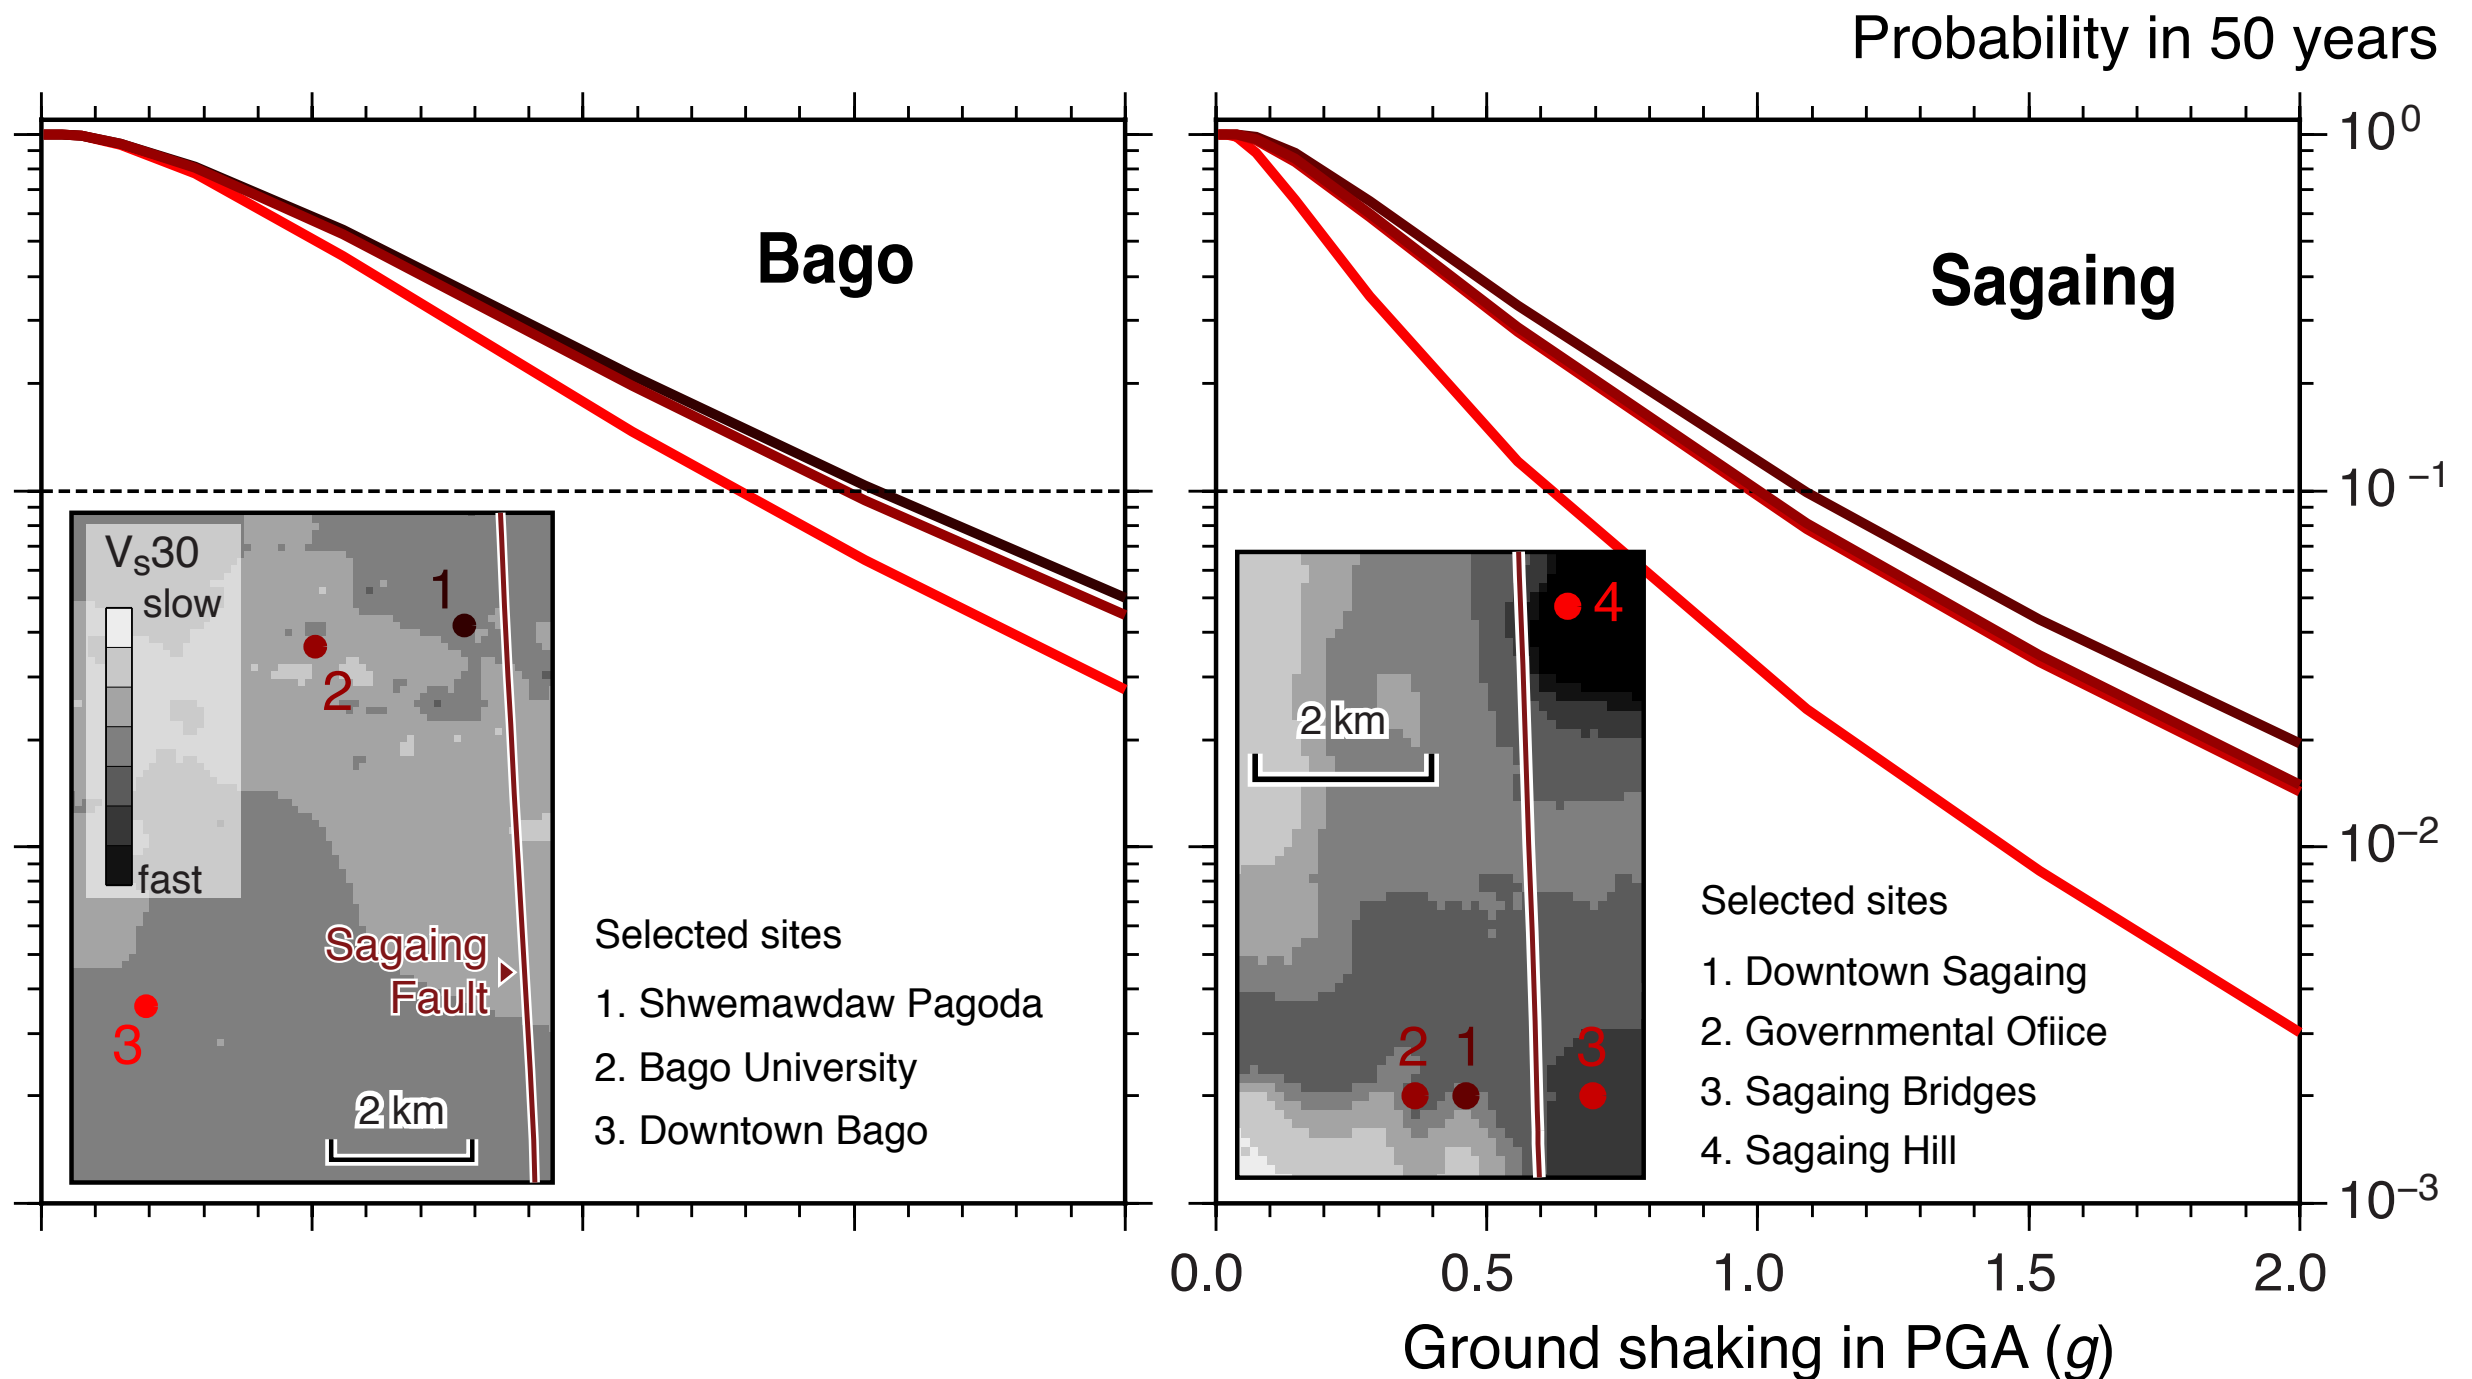 Probability in 50 years
Bago
Vs30
slow
fast
1
2
3
Sagaing
Fault
2 km
Selected sites
1. Shwemawdaw Pagoda
2. Bago University
3. Downtown Bago
Sagaing
4
2 km
2 1 3
Selected sites
1. Downtown Sagaing
2. Governmental Ofiice
3. Sagaing Bridges
4. Sagaing Hill
10⁰
10⁻¹
10⁻²
10⁻³
0.0 0.5 1.0 1.5 2.0
Ground shaking in PGA (g)